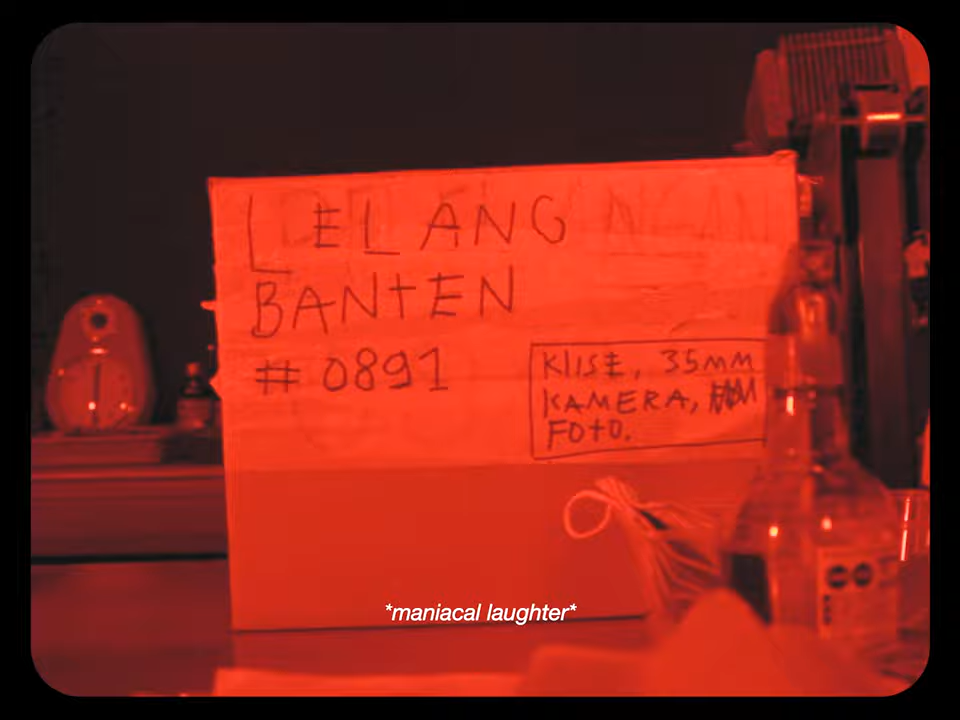 LELANG
BANTEN
# 0891
KLISE, 35MM
KAMERA,
FOTO.
*maniacal laughter*